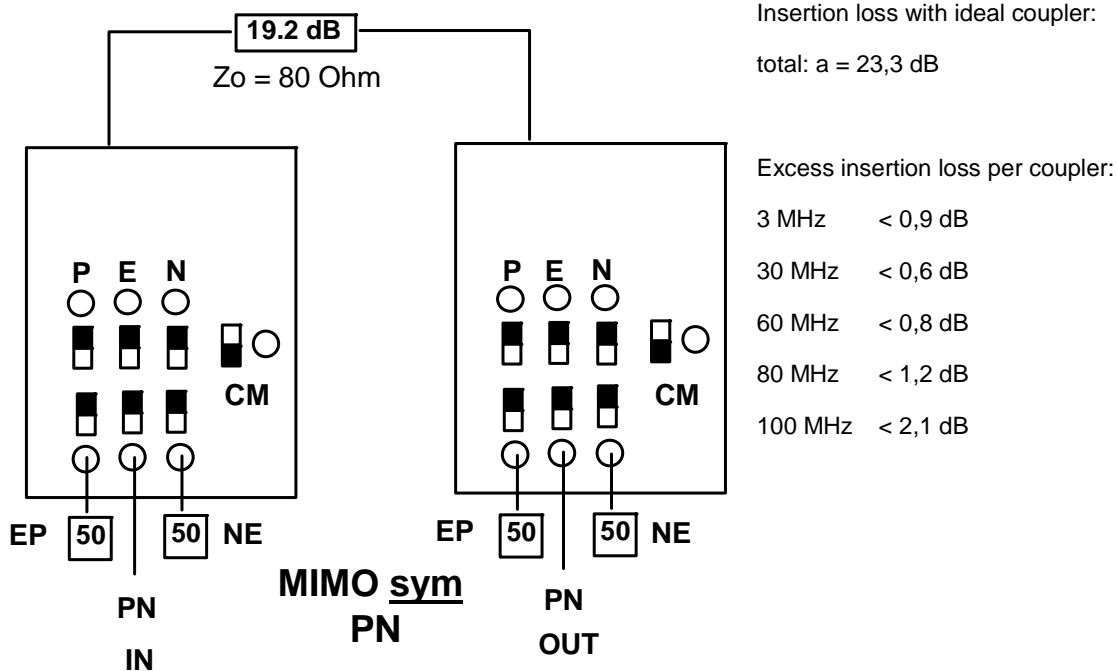 19.2 dB
Zo = 80 Ohm
Insertion loss with ideal coupler:
total: a = 23,3 dB
Excess insertion loss per coupler:
3 MHz < 0,9 dB
30 MHz < 0,6 dB
60 MHz < 0,8 dB
80 MHz < 1,2 dB
100 MHz < 2,1 dB
P E N
CM
P E N
CM
EP 50 50 NE
EP 50 50 NE
PN
IN
MIMO sym
PN
PN
OUT